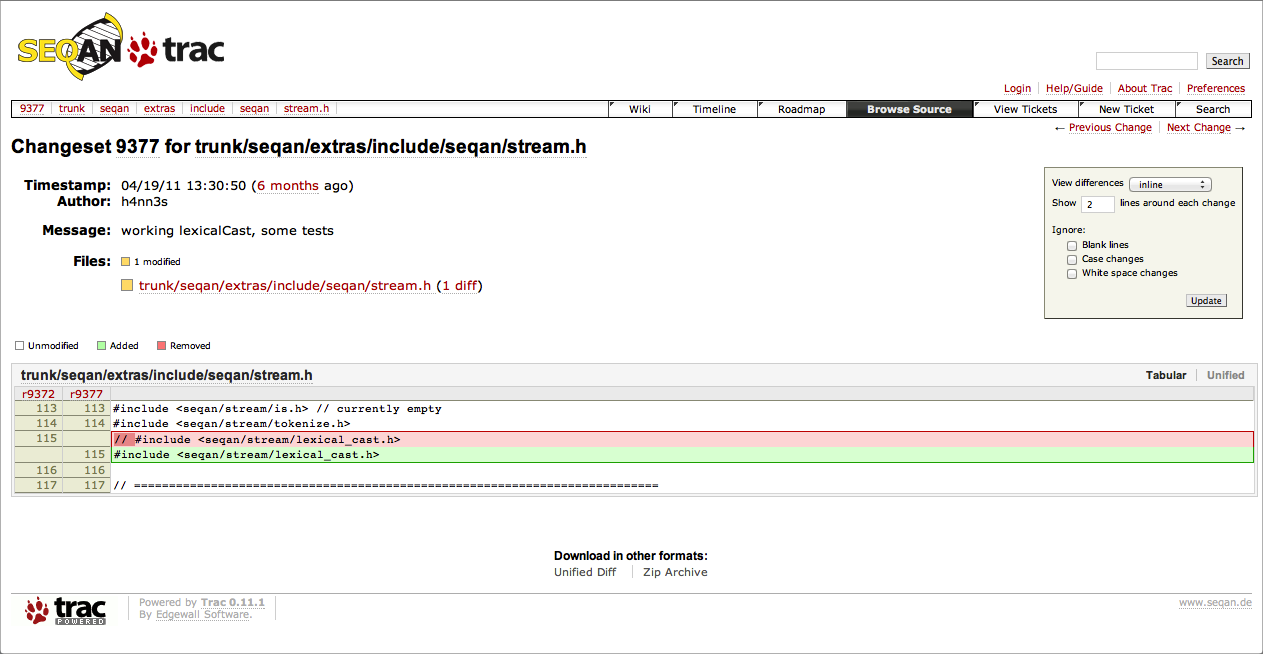 SEQAN trac
Search
Login Help/Guide About Trac Preferences
9377 trunk seqan extras include seqan stream.h Wiki Timeline Roadmap Browse Source View Tickets New Ticket Search
← Previous Change Next Change →
Changeset 9377 for trunk/seqan/extras/include/seqan/stream.h
Timestamp: 04/19/11 13:30:50 (6 months ago)
Author: h4nn3s
Message: working lexicalCast, some tests
Files: 1 modified
trunk/seqan/extras/include/seqan/stream.h (1 diff)
View differences inline
Show 2 lines around each change
Ignore:
Blank lines
Case changes
White space changes
Update
Unmodified Added Removed
trunk/seqan/extras/include/seqan/stream.h Tabular Unified
r9372 r9377
113 113 #include <seqan/stream/is.h> // currently empty
114 114 #include <seqan/stream/tokenize.h>
115 // #include <seqan/stream/lexical_cast.h>
115 #include <seqan/stream/lexical_cast.h>
116 116
117 117 // ===========================================================================
Download in other formats:
Unified Diff Zip Archive
trac POWERED
Powered by Trac 0.11.1
By Edgewall Software.
www.seqan.de